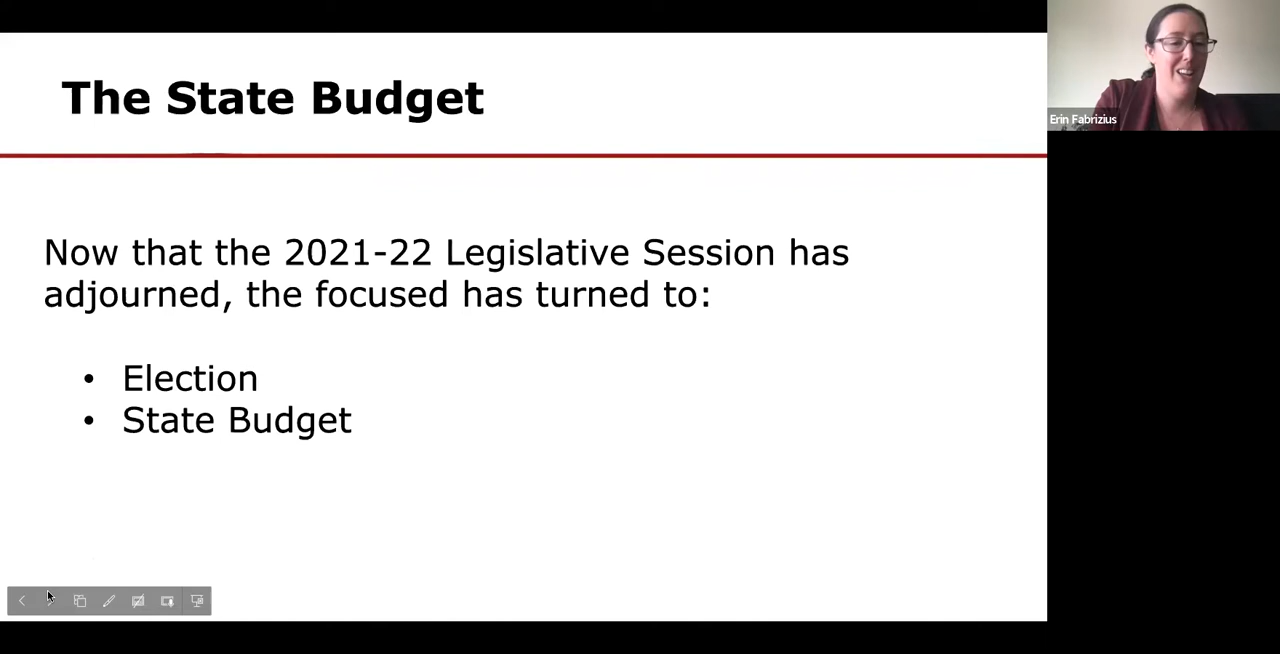 The State Budget
Erin Fabrizius
Now that the 2021-22 Legislative Session has
adjourned, the focused has turned to:
• Election
• State Budget